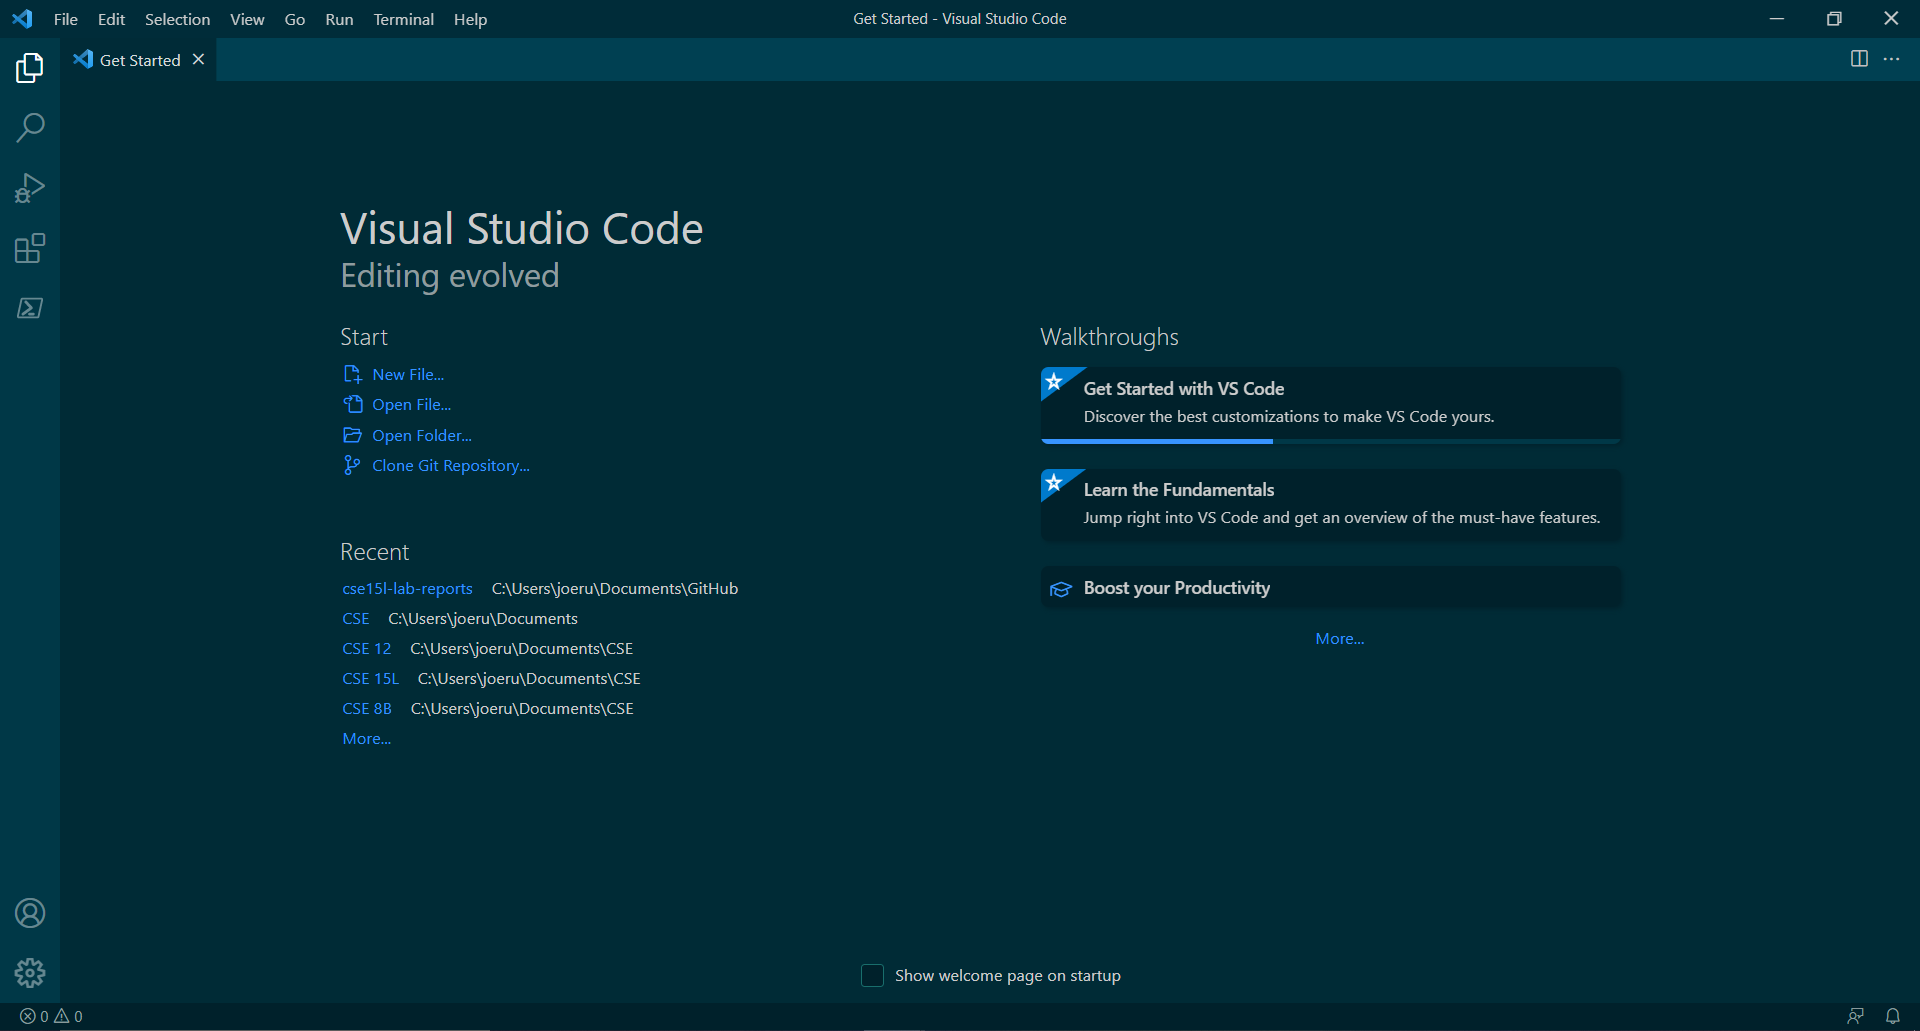 File Edit Selection View Go Run Terminal Help
Get Started - Visual Studio Code
Get Started
Visual Studio Code
Editing evolved
Start
New File...
Open File...
Open Folder...
Clone Git Repository...
Recent
cse15l-lab-reports C:\Users\joeru\Documents\GitHub
CSE C:\Users\joeru\Documents
CSE 12 C:\Users\joeru\Documents\CSE
CSE 15L C:\Users\joeru\Documents\CSE
CSE 8B C:\Users\joeru\Documents\CSE
More...
Walkthroughs
Get Started with VS Code
Discover the best customizations to make VS Code yours.
Learn the Fundamentals
Jump right into VS Code and get an overview of the must-have features.
Boost your Productivity
More...
Show welcome page on startup
0 0